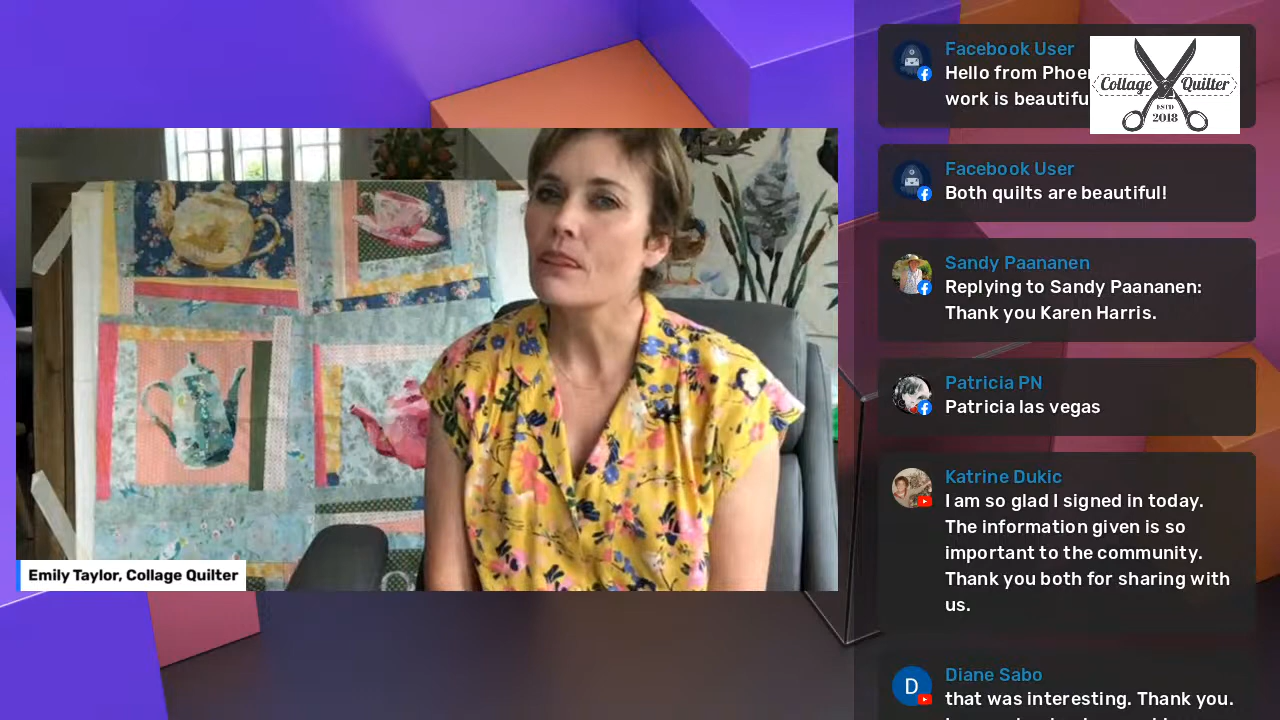 Facebook User
Hello from
work is
Collage Quilter
ESTD
2018
Facebook User
Both quilts are beautiful!
Sandy Paananen
Replying to Sandy Paananen:
Thank you Karen Harris.
Patricia PN
Patricia las vegas
Katrine Dukic
I am so glad I signed in today.
The information given is so
important to the community.
Thank you both for sharing with
us.
D
Diane Sabo
that was interesting. Thank you.
Emily Taylor, Collage Quilter